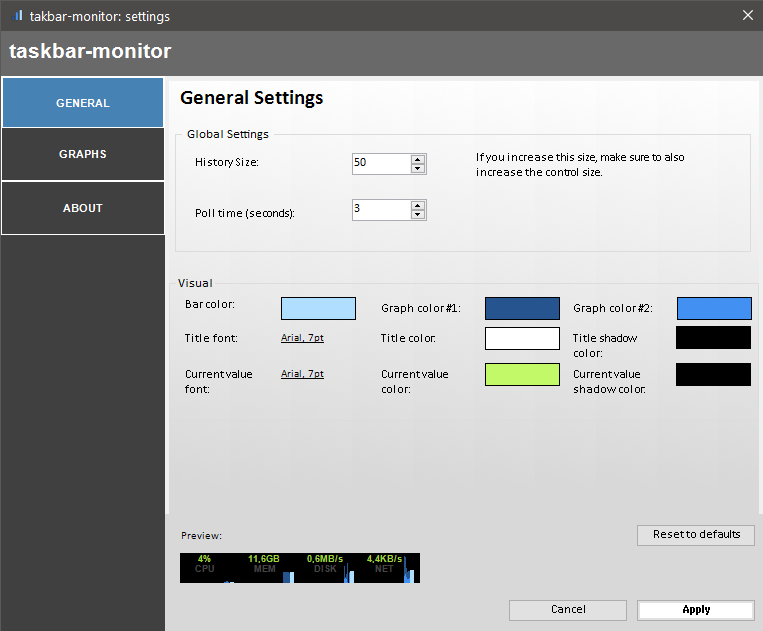 takbar-monitor: settings
taskbar-monitor
GENERAL
GRAPHS
ABOUT
General Settings
Global Settings
History Size:
50
If you increase this size, make sure to also
increase the control size.
Poll time (seconds):
3
Visual
Bar color:
Graph color #1:
Graph color #2:
Title font:
Arial, 7pt
Title color:
Title shadow
color:
Current value
font:
Arial, 7pt
Current value
color:
Current value
shadow color:
Preview:
4%
CPU
11,6GB
MEM
0,6MB/s
DISK
4,4KB/s
NET
Reset to defaults
Cancel
Apply